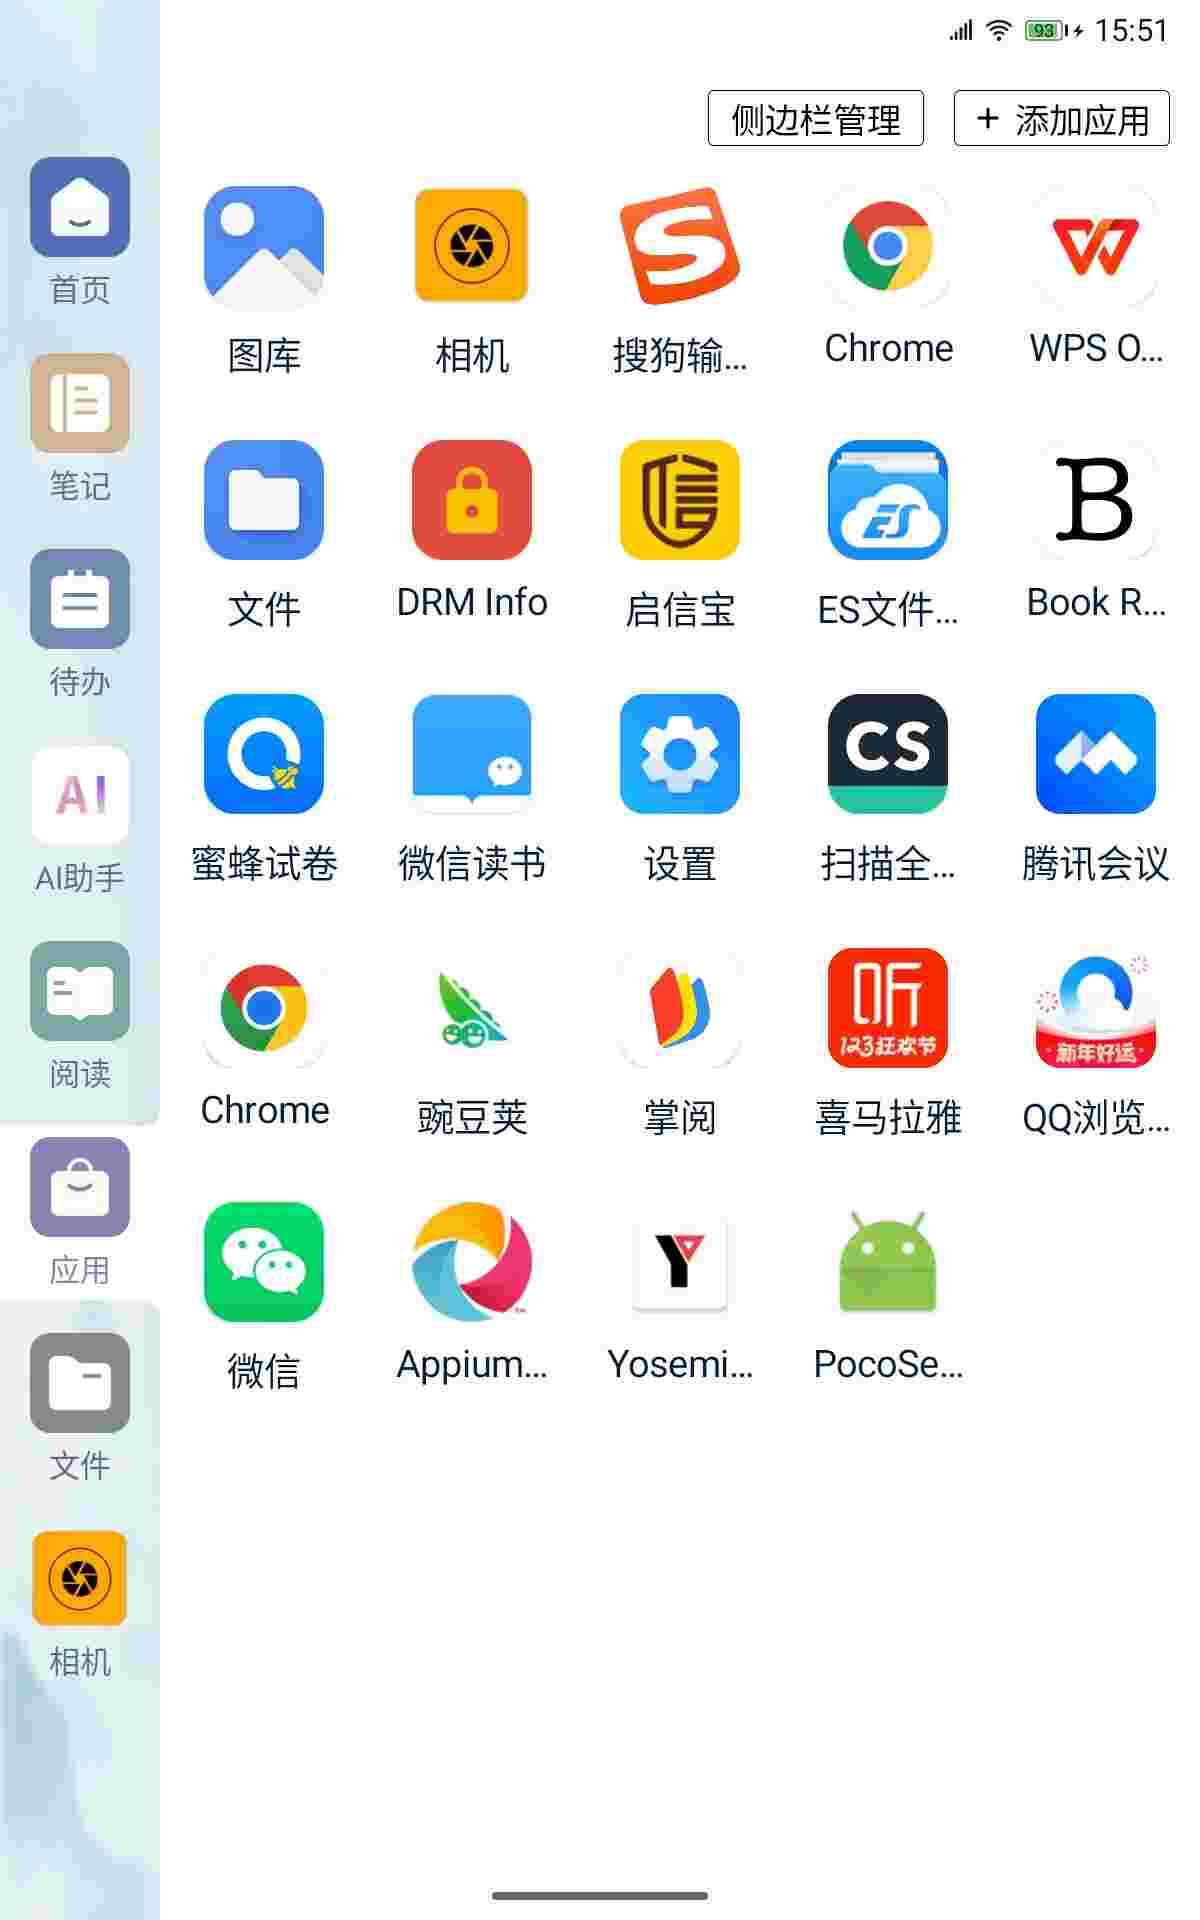 93 15:51
侧边栏管理
+ 添加应用
首页
笔记
待办
AI
AI助手
阅读
应用
文件
相机
图库
相机
搜狗输...
Chrome
WPS O...
文件
DRM Info
信
启信宝
ES
ES文件...
B
Book R...
蜜蜂试卷
微信读书
设置
CS
扫描全...
腾讯会议
Chrome
豌豆荚
掌阅
听
123狂欢节
喜马拉雅
新年好运
QQ浏览...
微信
Appium...
Y
Yosemi...
PocoSe...